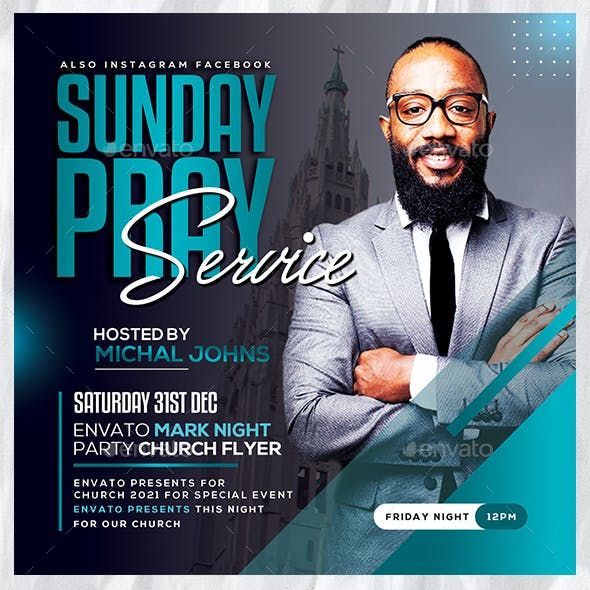 ALSO INSTAGRAM FACEBOOK
SUNDAY
PRAY
Service
HOSTED BY
MICHAL JOHNS
SATURDAY 31ST DEC
ENVATO MARK NIGHT
PARTY CHURCH FLYER
ENVATO PRESENTS FOR
CHURCH 2021 FOR SPECIAL EVENT
ENVATO PRESENTS THIS NIGHT
FOR OUR CHURCH
FRIDAY NIGHT 12PM
envato
envato
envato
envato